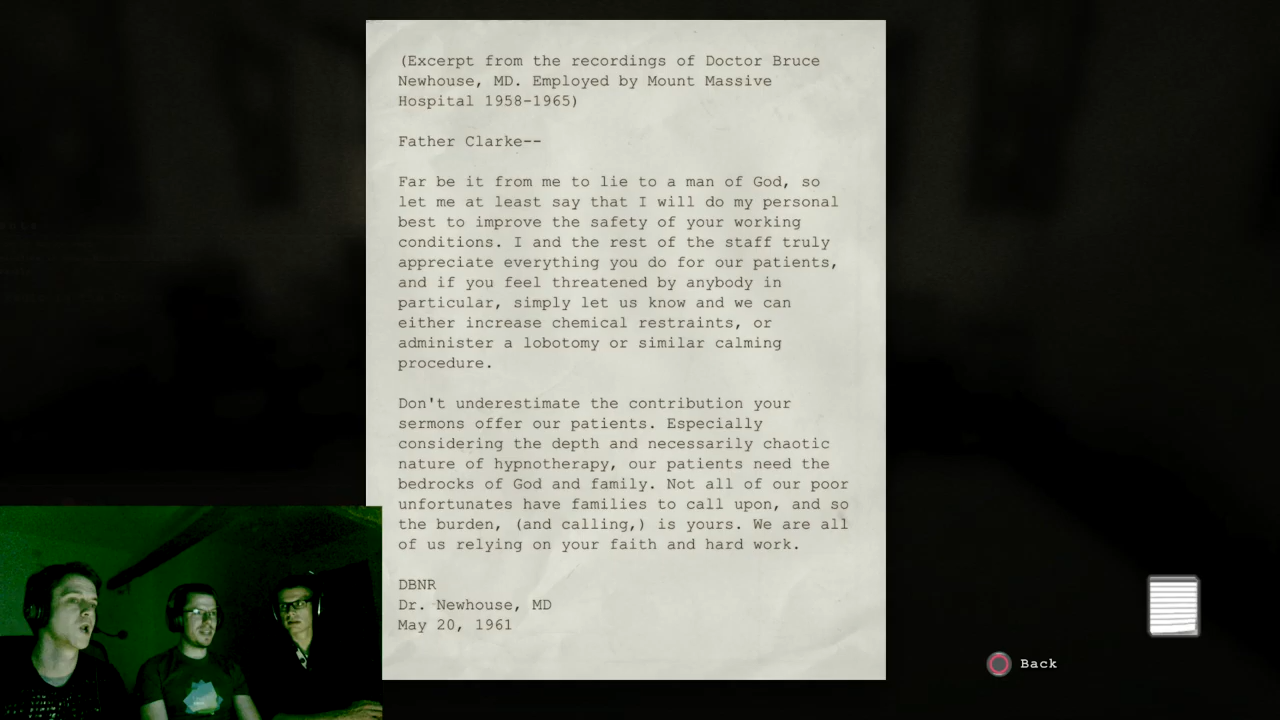 (Excerpt from the recordings of Doctor Bruce
Newhouse, MD. Employed by Mount Massive
Hospital 1958-1965)
Father Clarke--
Far be it from me to lie to a man of God, so
let me at least say that I will do my personal
best to improve the safety of your working
conditions. I and the rest of the staff truly
appreciate everything you do for our patients,
and if you feel threatened by anybody in
particular, simply let us know and we can
either increase chemical restraints, or
administer a lobotomy or similar calming
procedure.
Don't underestimate the contribution your
sermons offer our patients. Especially
considering the depth and necessarily chaotic
nature of hypnotherapy, our patients need the
bedrocks of God and family. Not all of our poor
unfortunates have families to call upon, and so
the burden, (and calling,) is yours. We are all
of us relying on your faith and hard work.
DBNR
Dr. Newhouse, MD
May 20, 1961
Back